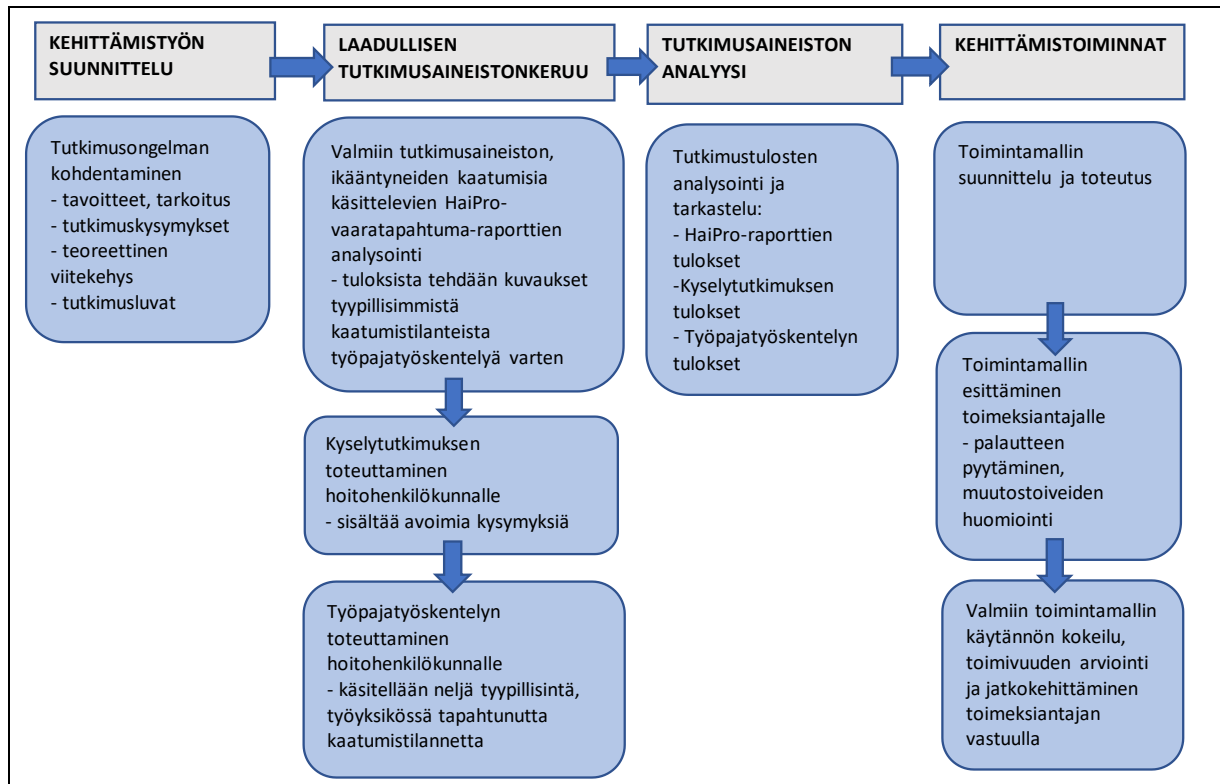 KEHITTÄMISTYÖN
SUUNNITTELU
LAADULLISEN
TUTKIMUSAINEISTONKERUU
TUTKIMUSAINEISTON
ANALYYSI
KEHITTÄMISTOIMINNAT
Tutkimusongelman
kohdentaminen
- tavoitteet, tarkoitus
- tutkimuskysymykset
- teoreettinen
viitekehys
- tutkimusluvat
Valmiin tutkimusaineiston,
ikääntyneiden kaatumisia
käsittelevien HaiPro-
vaaratapahtuma-raporttien
analysointi
- tuloksista tehdään kuvaukset
tyypillisimmistä
kaatumistilanteista
työpajatyöskentelyä varten
Kyselytutkimuksen
toteuttaminen
hoitohenkilökunnalle
- sisältää avoimia kysymyksiä
Työpajatyöskentelyn
toteuttaminen
hoitohenkilökunnalle
- käsitellään neljä tyypillisintä,
työyksikössä tapahtunutta
kaatumistilannetta
Tutkimustulosten
analysointi ja
tarkastelu:
- HaiPro-raporttien
tulokset
-Kyselytutkimuksen
tulokset
- Työpajatyöskentelyn
tulokset
Toimintamallin
suunnittelu ja toteutus
Toimintamallin
esittäminen
toimeksiantajalle
- palautteen
pyytäminen,
muutostoiveiden
huomiointi
Valmiin toimintamallin
käytännön kokeilu,
toimivuuden arviointi
ja jatkokehittäminen
toimeksiantajan
vastuulla